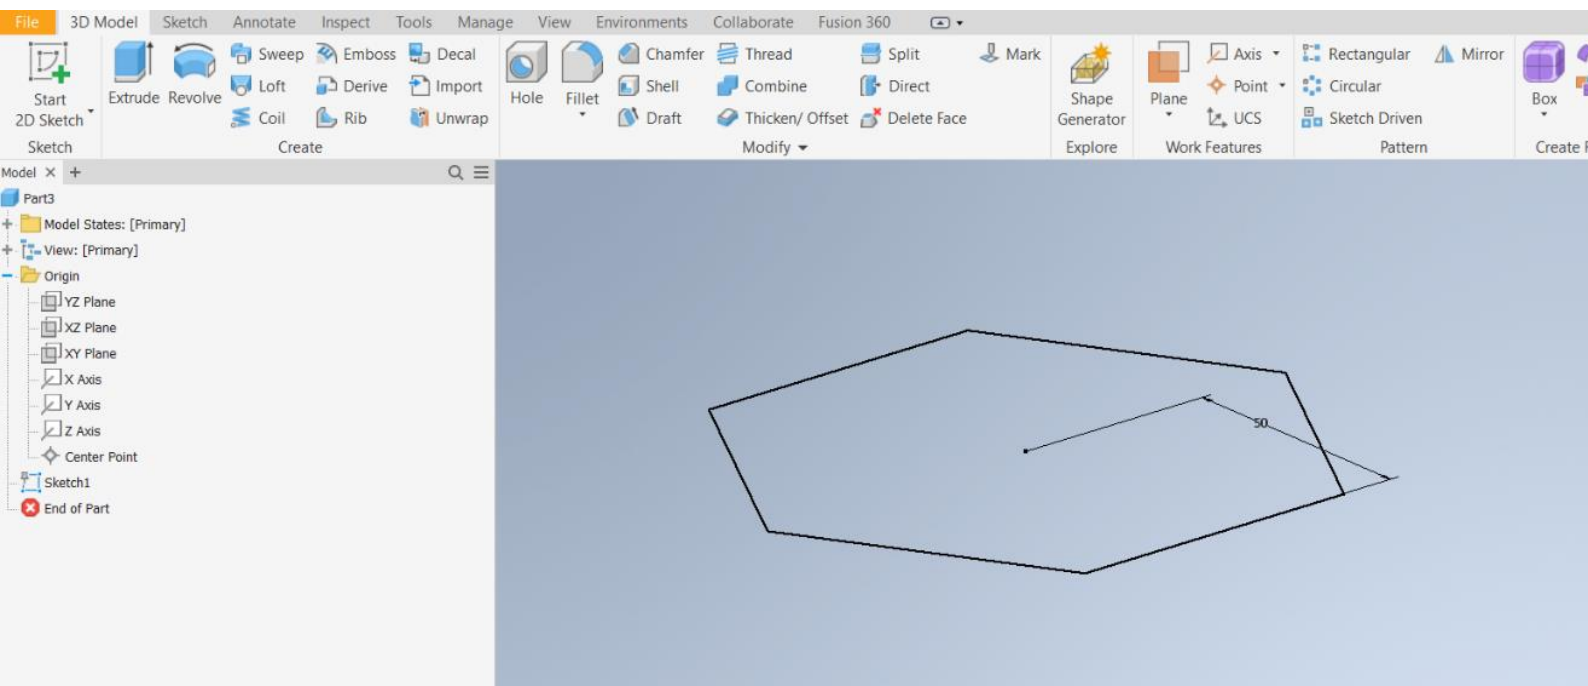 File 3D Model Sketch Annotate Inspect Tools Manage View Environments Collaborate Fusion 360
Start
2D Sketch
Sketch
Extrude
Revolve
Sweep
Emboss
Decal
Loft
Derive
Import
Coil
Rib
Unwrap
Create
Hole
Fillet
Chamfer
Thread
Split
Mark
Shell
Combine
Direct
Draft
Thicken/ Offset
Delete Face
Modify
Shape
Generator
Explore
Plane
Axis
Point
UCS
Work Features
Rectangular
Mirror
Circular
Sketch Driven
Pattern
Box
Create
Model
Part3
Model States: [Primary]
View: [Primary]
Origin
YZ Plane
XZ Plane
XY Plane
X Axis
Y Axis
Z Axis
Center Point
Sketch1
End of Part
50